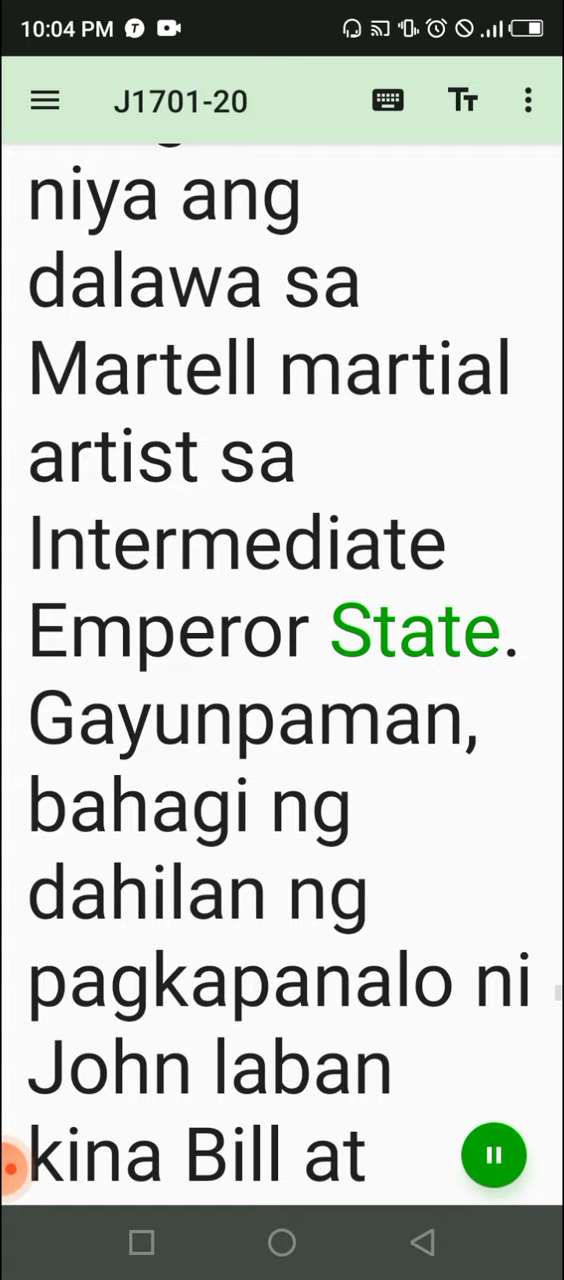 10:04 PM
J1701-20
niya ang
dalawa sa
Martell martial
artist sa
Intermediate
Emperor State.
Gayunpaman,
bahagi ng
dahilan ng
pagkapanalo ni
John laban
kina Bill at